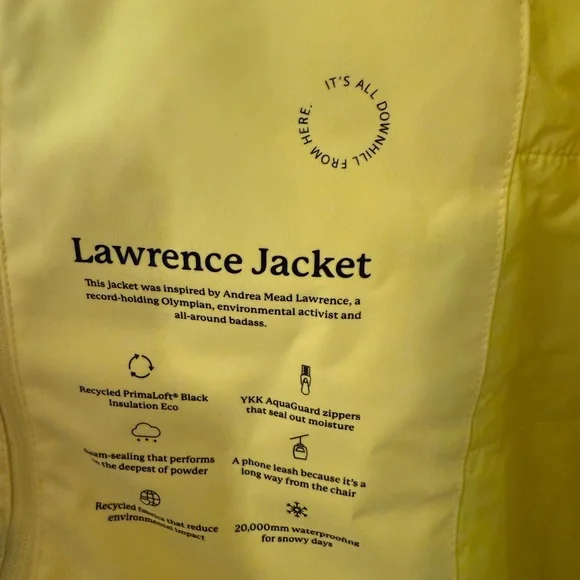 IT'S ALL DOWNHILL FROM HERE.
Lawrence Jacket
This jacket was inspired by Andrea Mead Lawrence, a
record-holding Olympian, environmental activist and
all-around badass.
Recycled PrimaLoft® Black
Insulation Eco
YKK AquaGuard zippers
that seal out moisture
Seam-sealing that performs
in the deepest of powder
A phone leash because it's a
long way from the chair
Recycled fabrics that reduce
environmental impact
20,000mm waterproofing
for snowy days